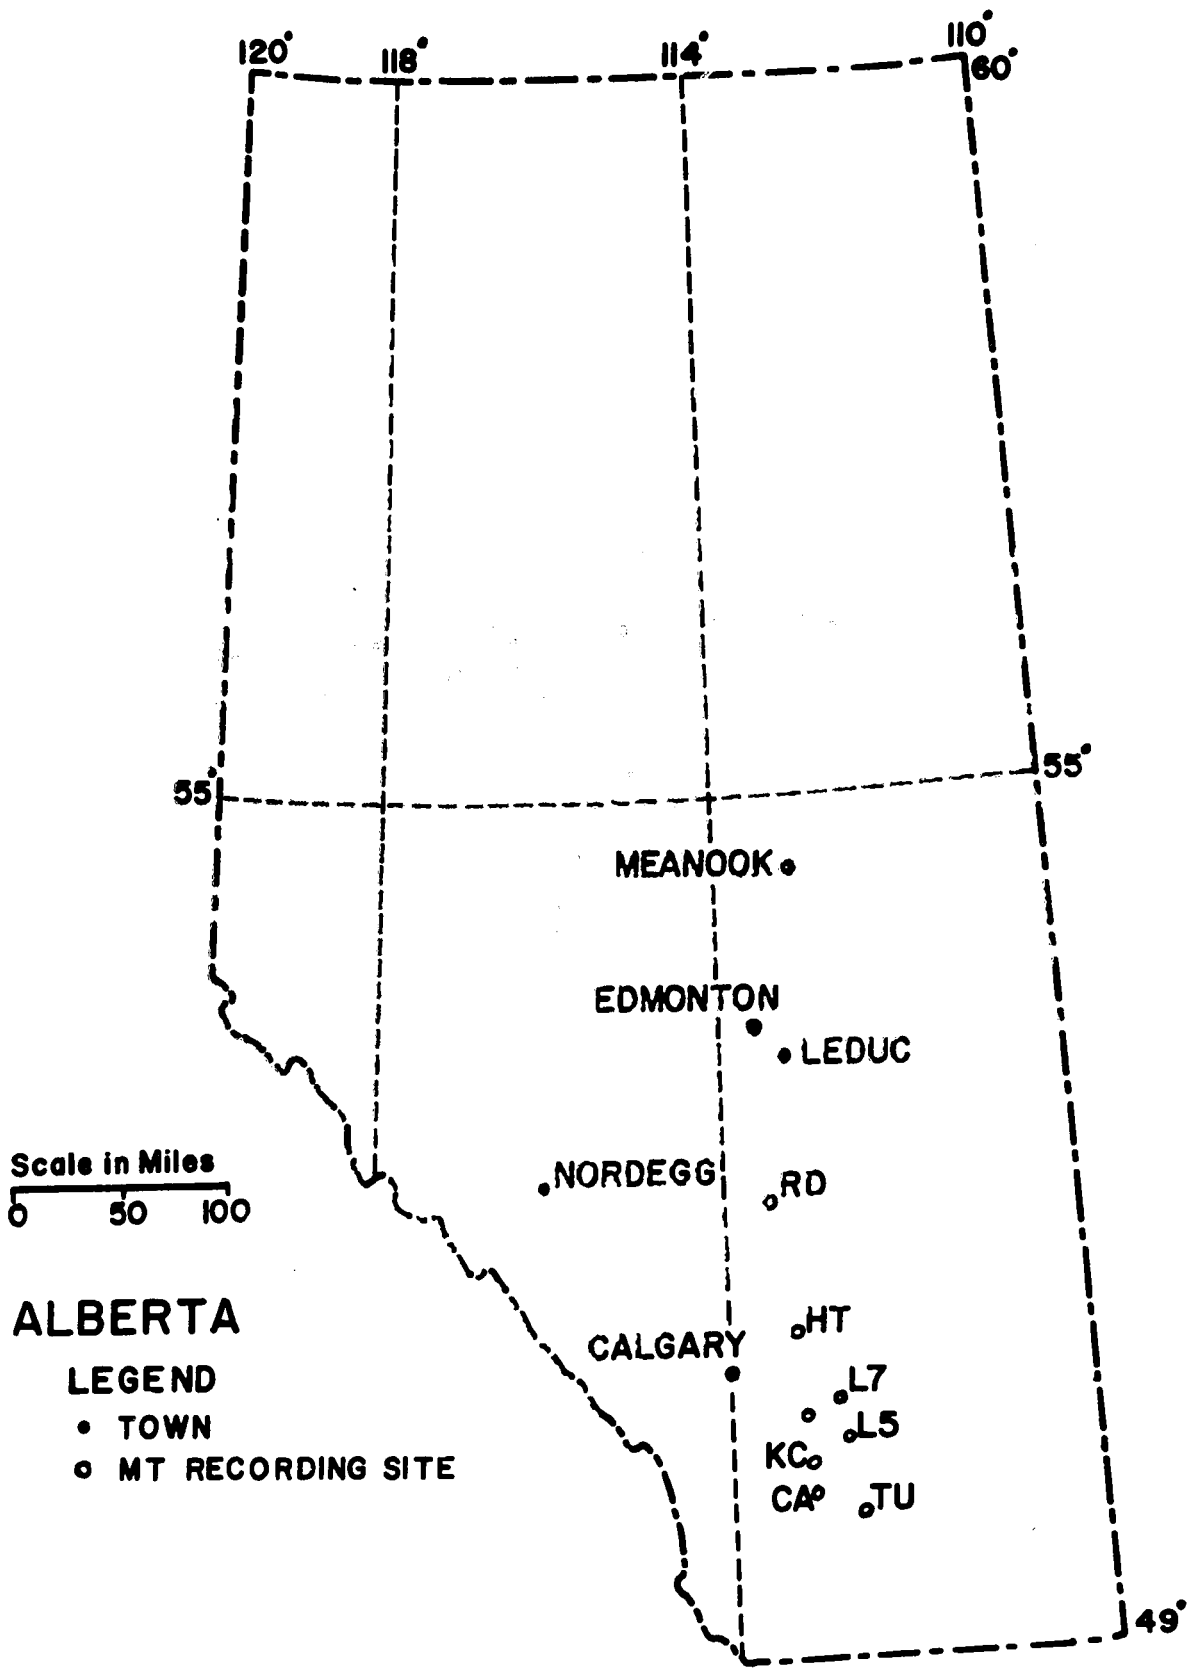 120° 118° 114° 110°
60°
55° 55°
MEANOOK
EDMONTON
LEDUC
Scale in Miles
0 50 100
NORDEGG
RD
ALBERTA
HT
CALGARY
LEGEND
L7
• TOWN
L5
o MT RECORDING SITE
KC
CA
TU
49°